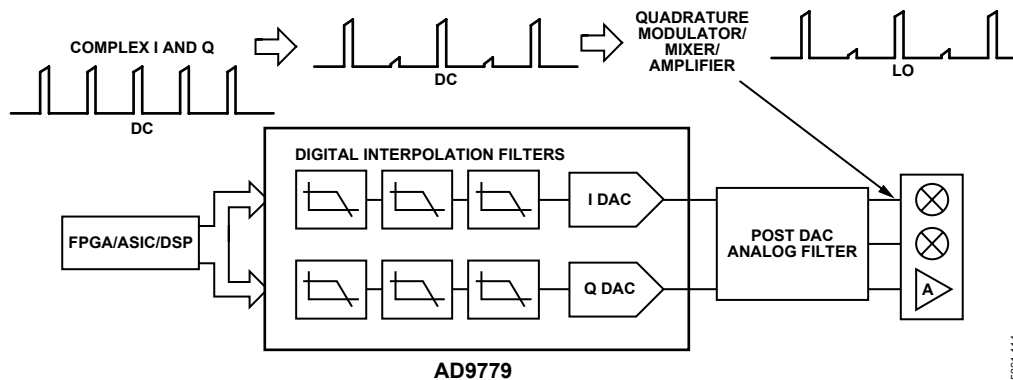 COMPLEX I AND Q
DC
DC
QUADRATURE
MODULATOR/
MIXER/
AMPLIFIER
LO
DIGITAL INTERPOLATION FILTERS
FPGA/ASIC/DSP
I DAC
Q DAC
POST DAC
ANALOG FILTER
A
AD9779